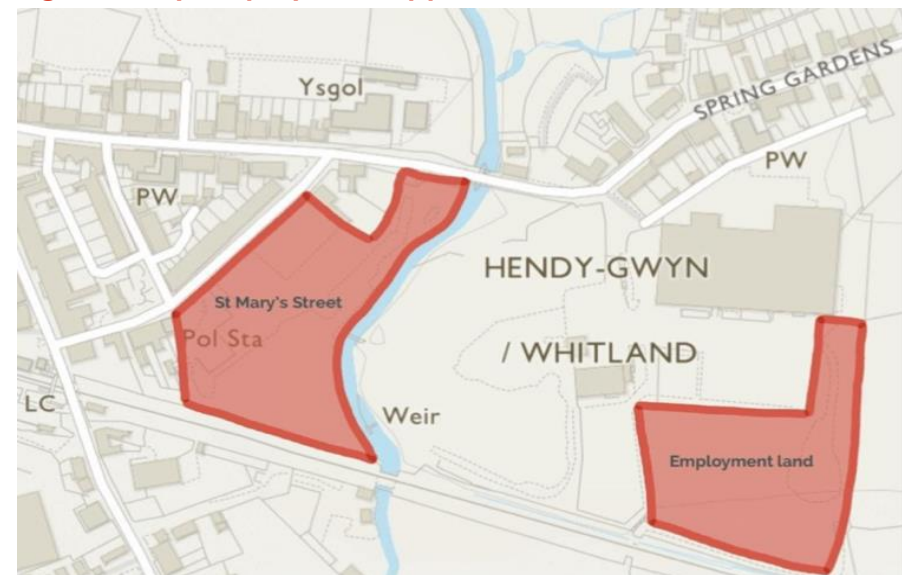 Ysgol
SPRING GARDENS
PW
PW
HENDY-GWYN
St Mary's Street
Pol Sta
/ WHITLAND
LC
Weir
Employment land